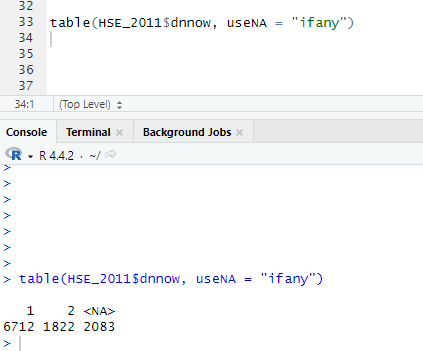 32
33 table(HSE_2011$dnnow, useNA = "ifany")
34
35
36
37
34:1 (Top Level)
Console Terminal × Background Jobs ×
R R 4.4.2 · ~/
>
>
>
>
>
>
>
> table(HSE_2011$dnnow, useNA = "ifany")
1 2 <NA>
6712 1822 2083
>